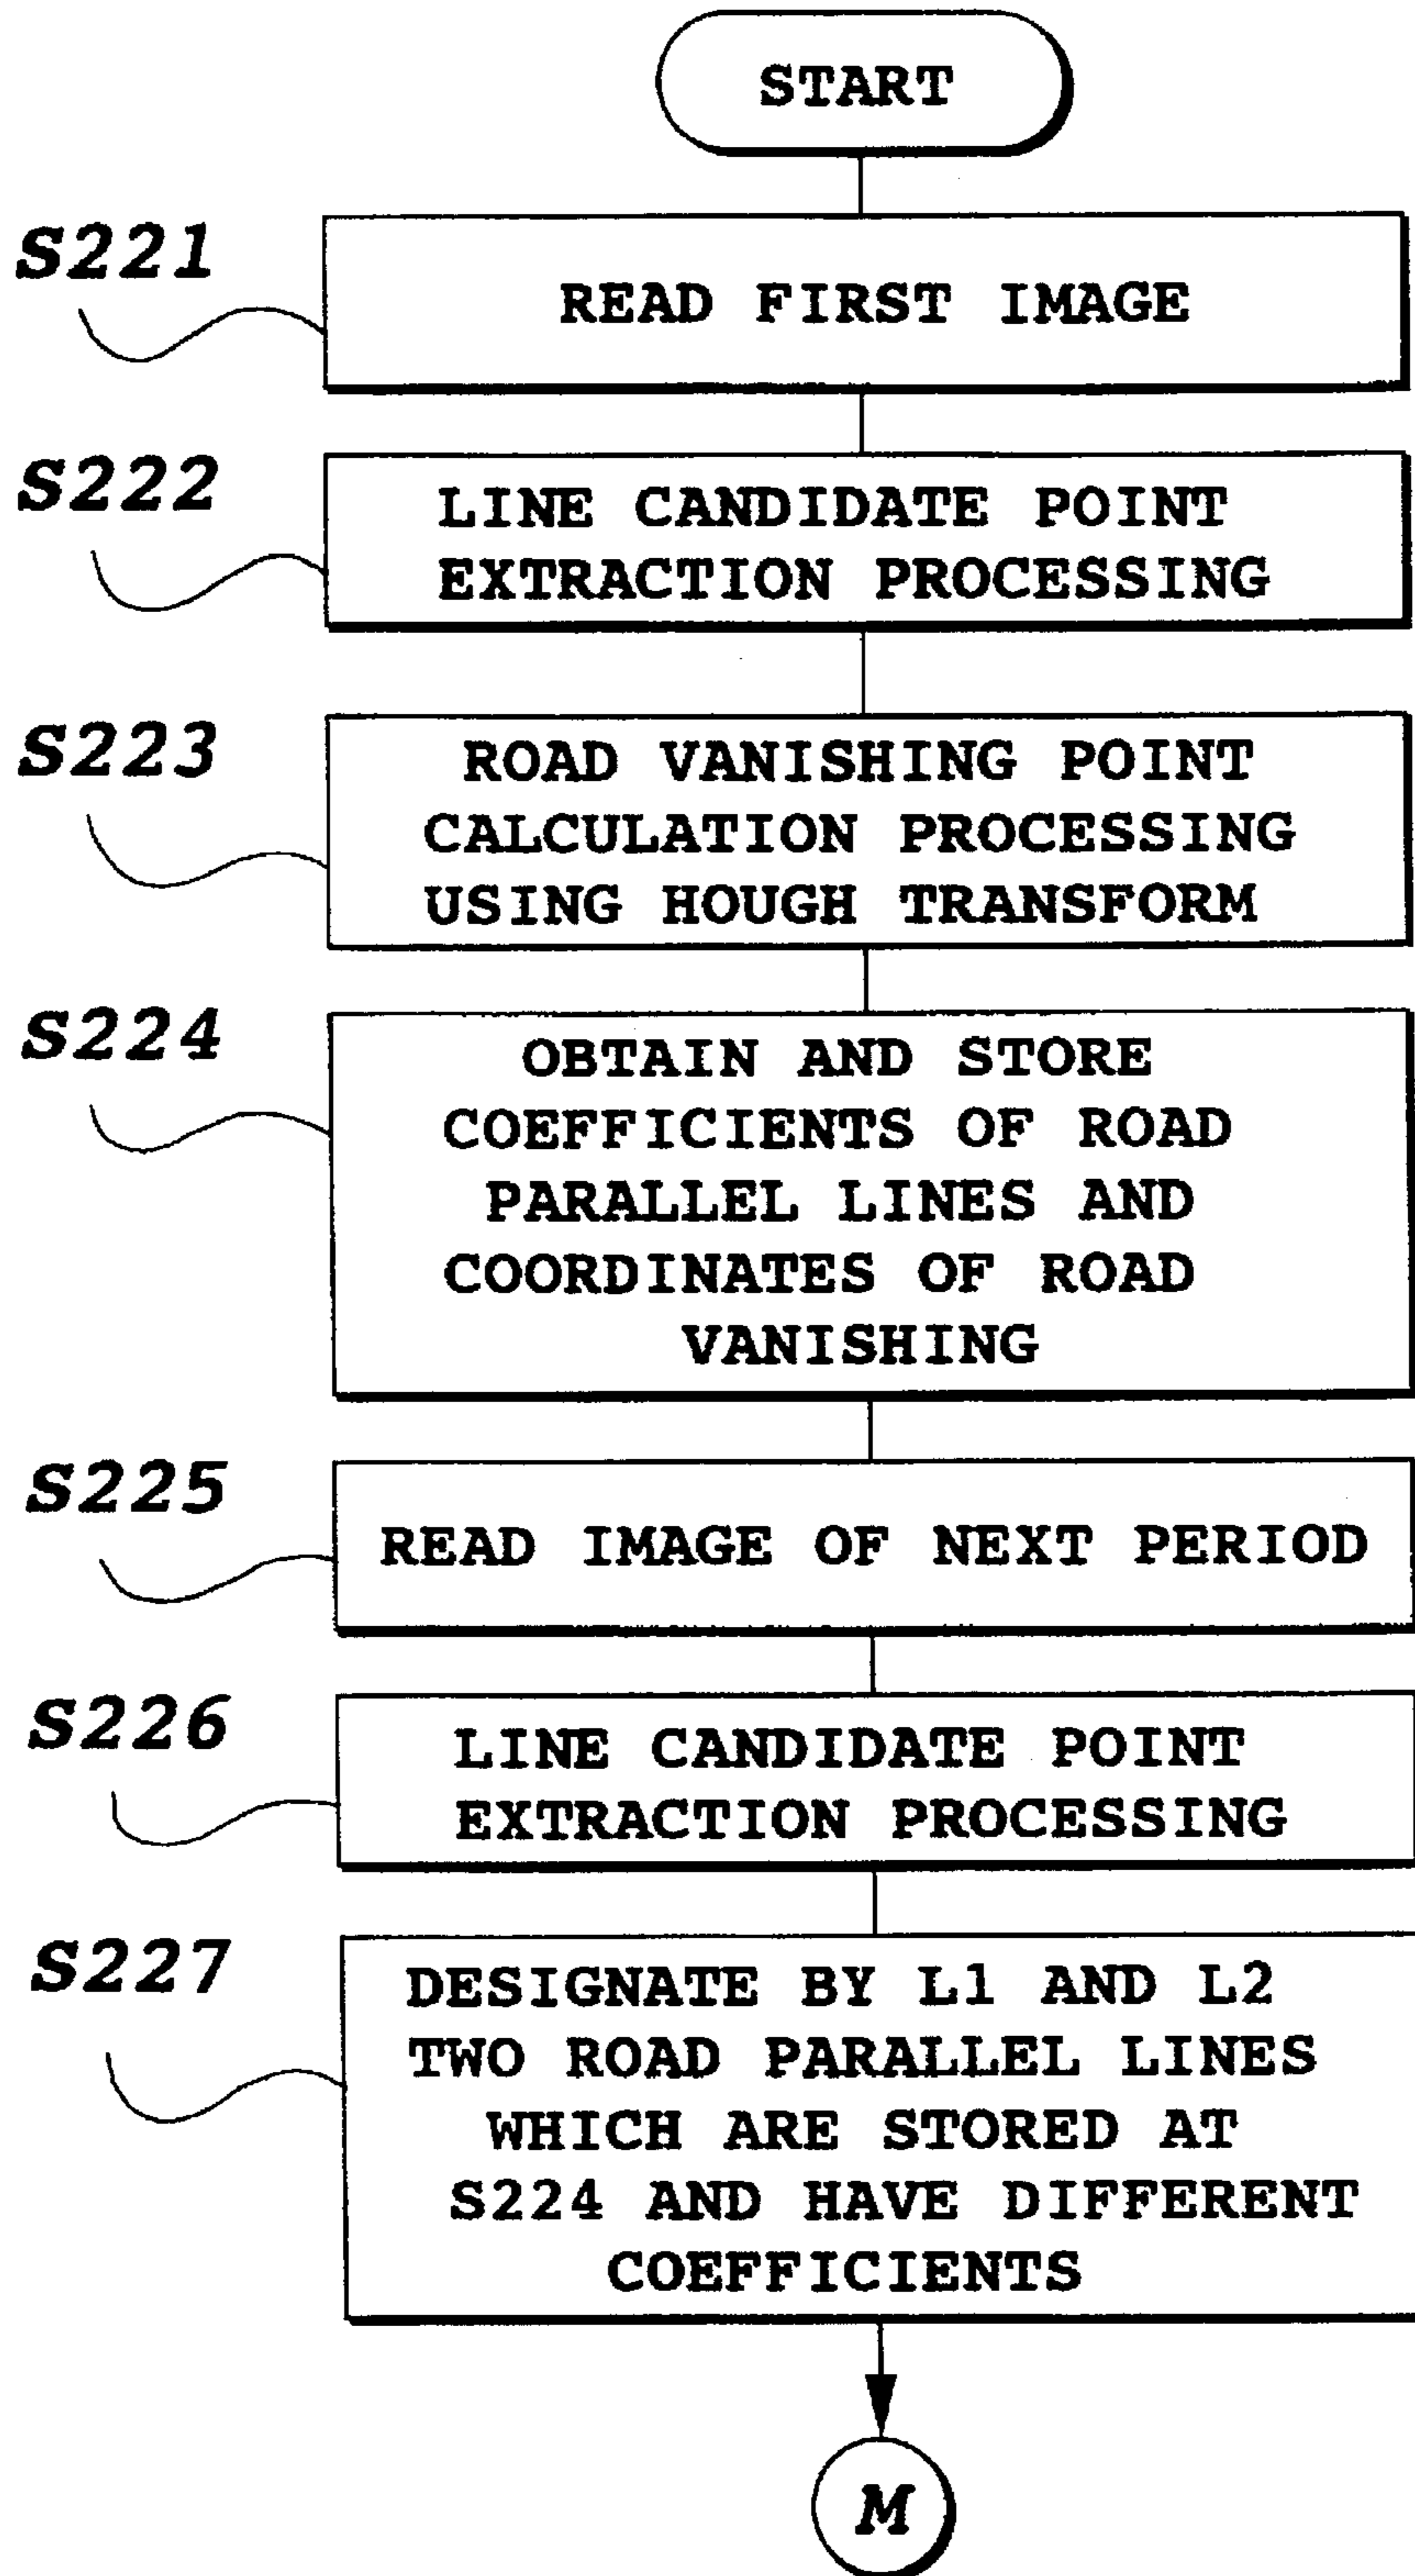 START
S221
READ FIRST IMAGE
S222
LINE CANDIDATE POINT
EXTRACTION PROCESSING
S223
ROAD VANISHING POINT
CALCULATION PROCESSING
USING HOUGH TRANSFORM
S224
OBTAIN AND STORE
COEFFICIENTS OF ROAD
PARALLEL LINES AND
COORDINATES OF ROAD
VANISHING
S225
READ IMAGE OF NEXT PERIOD
S226
LINE CANDIDATE POINT
EXTRACTION PROCESSING
S227
DESIGNATE BY L1 AND L2
TWO ROAD PARALLEL LINES
WHICH ARE STORED AT
S224 AND HAVE DIFFERENT
COEFFICIENTS
M